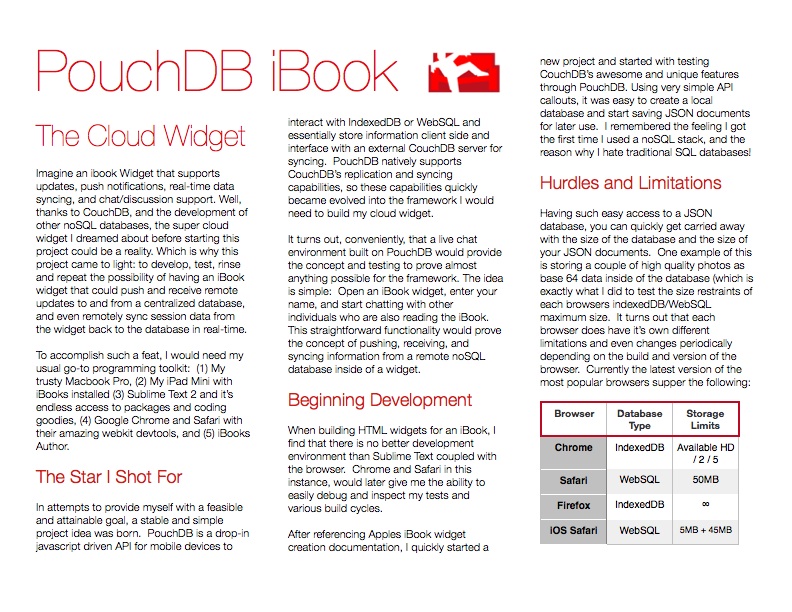 PouchDB iBook
The Cloud Widget
Imagine an ibook Widget that supports
updates, push notifications, real-time data
syncing, and chat/discussion support. Well,
thanks to CouchDB, and the development of
other noSQL databases, the super cloud
widget I dreamed about before starting this
project could be a reality. Which is why this
project came to light: to develop, test, rinse
and repeat the possibility of having an iBook
widget that could push and receive remote
updates to and from a centralized database,
and even remotely sync session data from
the widget back to the database in real-time.
To accomplish such a feat, I would need my
usual go-to programming toolkit: (1) My
trusty Macbook Pro, (2) My iPad Mini with
iBooks installed (3) Sublime Text 2 and it's
endless access to packages and coding
goodies, (4) Google Chrome and Safari with
their amazing webkit devtools, and (5) iBooks
Author.
The Star I Shot For
In attempts to provide myself with a feasible
and attainable goal, a stable and simple
project idea was born. PouchDB is a drop-in
javascript driven API for mobile devices to
interact with IndexedDB or WebSQL and
essentially store information client side and
interface with an external CouchDB server for
syncing. PouchDB natively supports
CouchDB's replication and syncing
capabilities, so these capabilities quickly
became evolved into the framework I would
need to build my cloud widget.
It turns out, conveniently, that a live chat
environment built on PouchDB would provide
the concept and testing to prove almost
anything possible for the framework. The idea
is simple: Open an iBook widget, enter your
name, and start chatting with other
individuals who are also reading the iBook.
This straightforward functionality would prove
the concept of pushing, receiving, and
syncing information from a remote noSQL
database inside of a widget.
Beginning Development
When building HTML widgets for an iBook, I
find that there is no better development
environment than Sublime Text coupled with
the browser. Chrome and Safari in this
instance, would later give me the ability to
easily debug and inspect my tests and
various build cycles.
After referencing Apples iBook widget
creation documentation, I quickly started a
new project and started with testing
CouchDB's awesome and unique features
through PouchDB. Using very simple API
callouts, it was easy to create a local
database and start saving JSON documents
for later use. I remembered the feeling I got
the first time I used a noSQL stack, and the
reason why I hate traditional SQL databases!
Hurdles and Limitations
Having such easy access to a JSON
database, you can quickly get carried away
with the size of the database and the size of
your JSON documents. One example of this
is storing a couple of high quality photos as
base 64 data inside of the database (which is
exactly what I did to test the size restraints of
each browsers indexedDB/WebSQL
maximum size. It turns out that each
browser does have it's own different
limitations and even changes periodically
depending on the build and version of the
browser. Currently the latest version of the
most popular browsers supper the following:
Browser Database Type Storage Limits
Chrome IndexedDB Available HD / 2 / 5
Safari WebSQL 50MB
Firefox IndexedDB ∞
iOS Safari WebSQL 5MB + 45MB